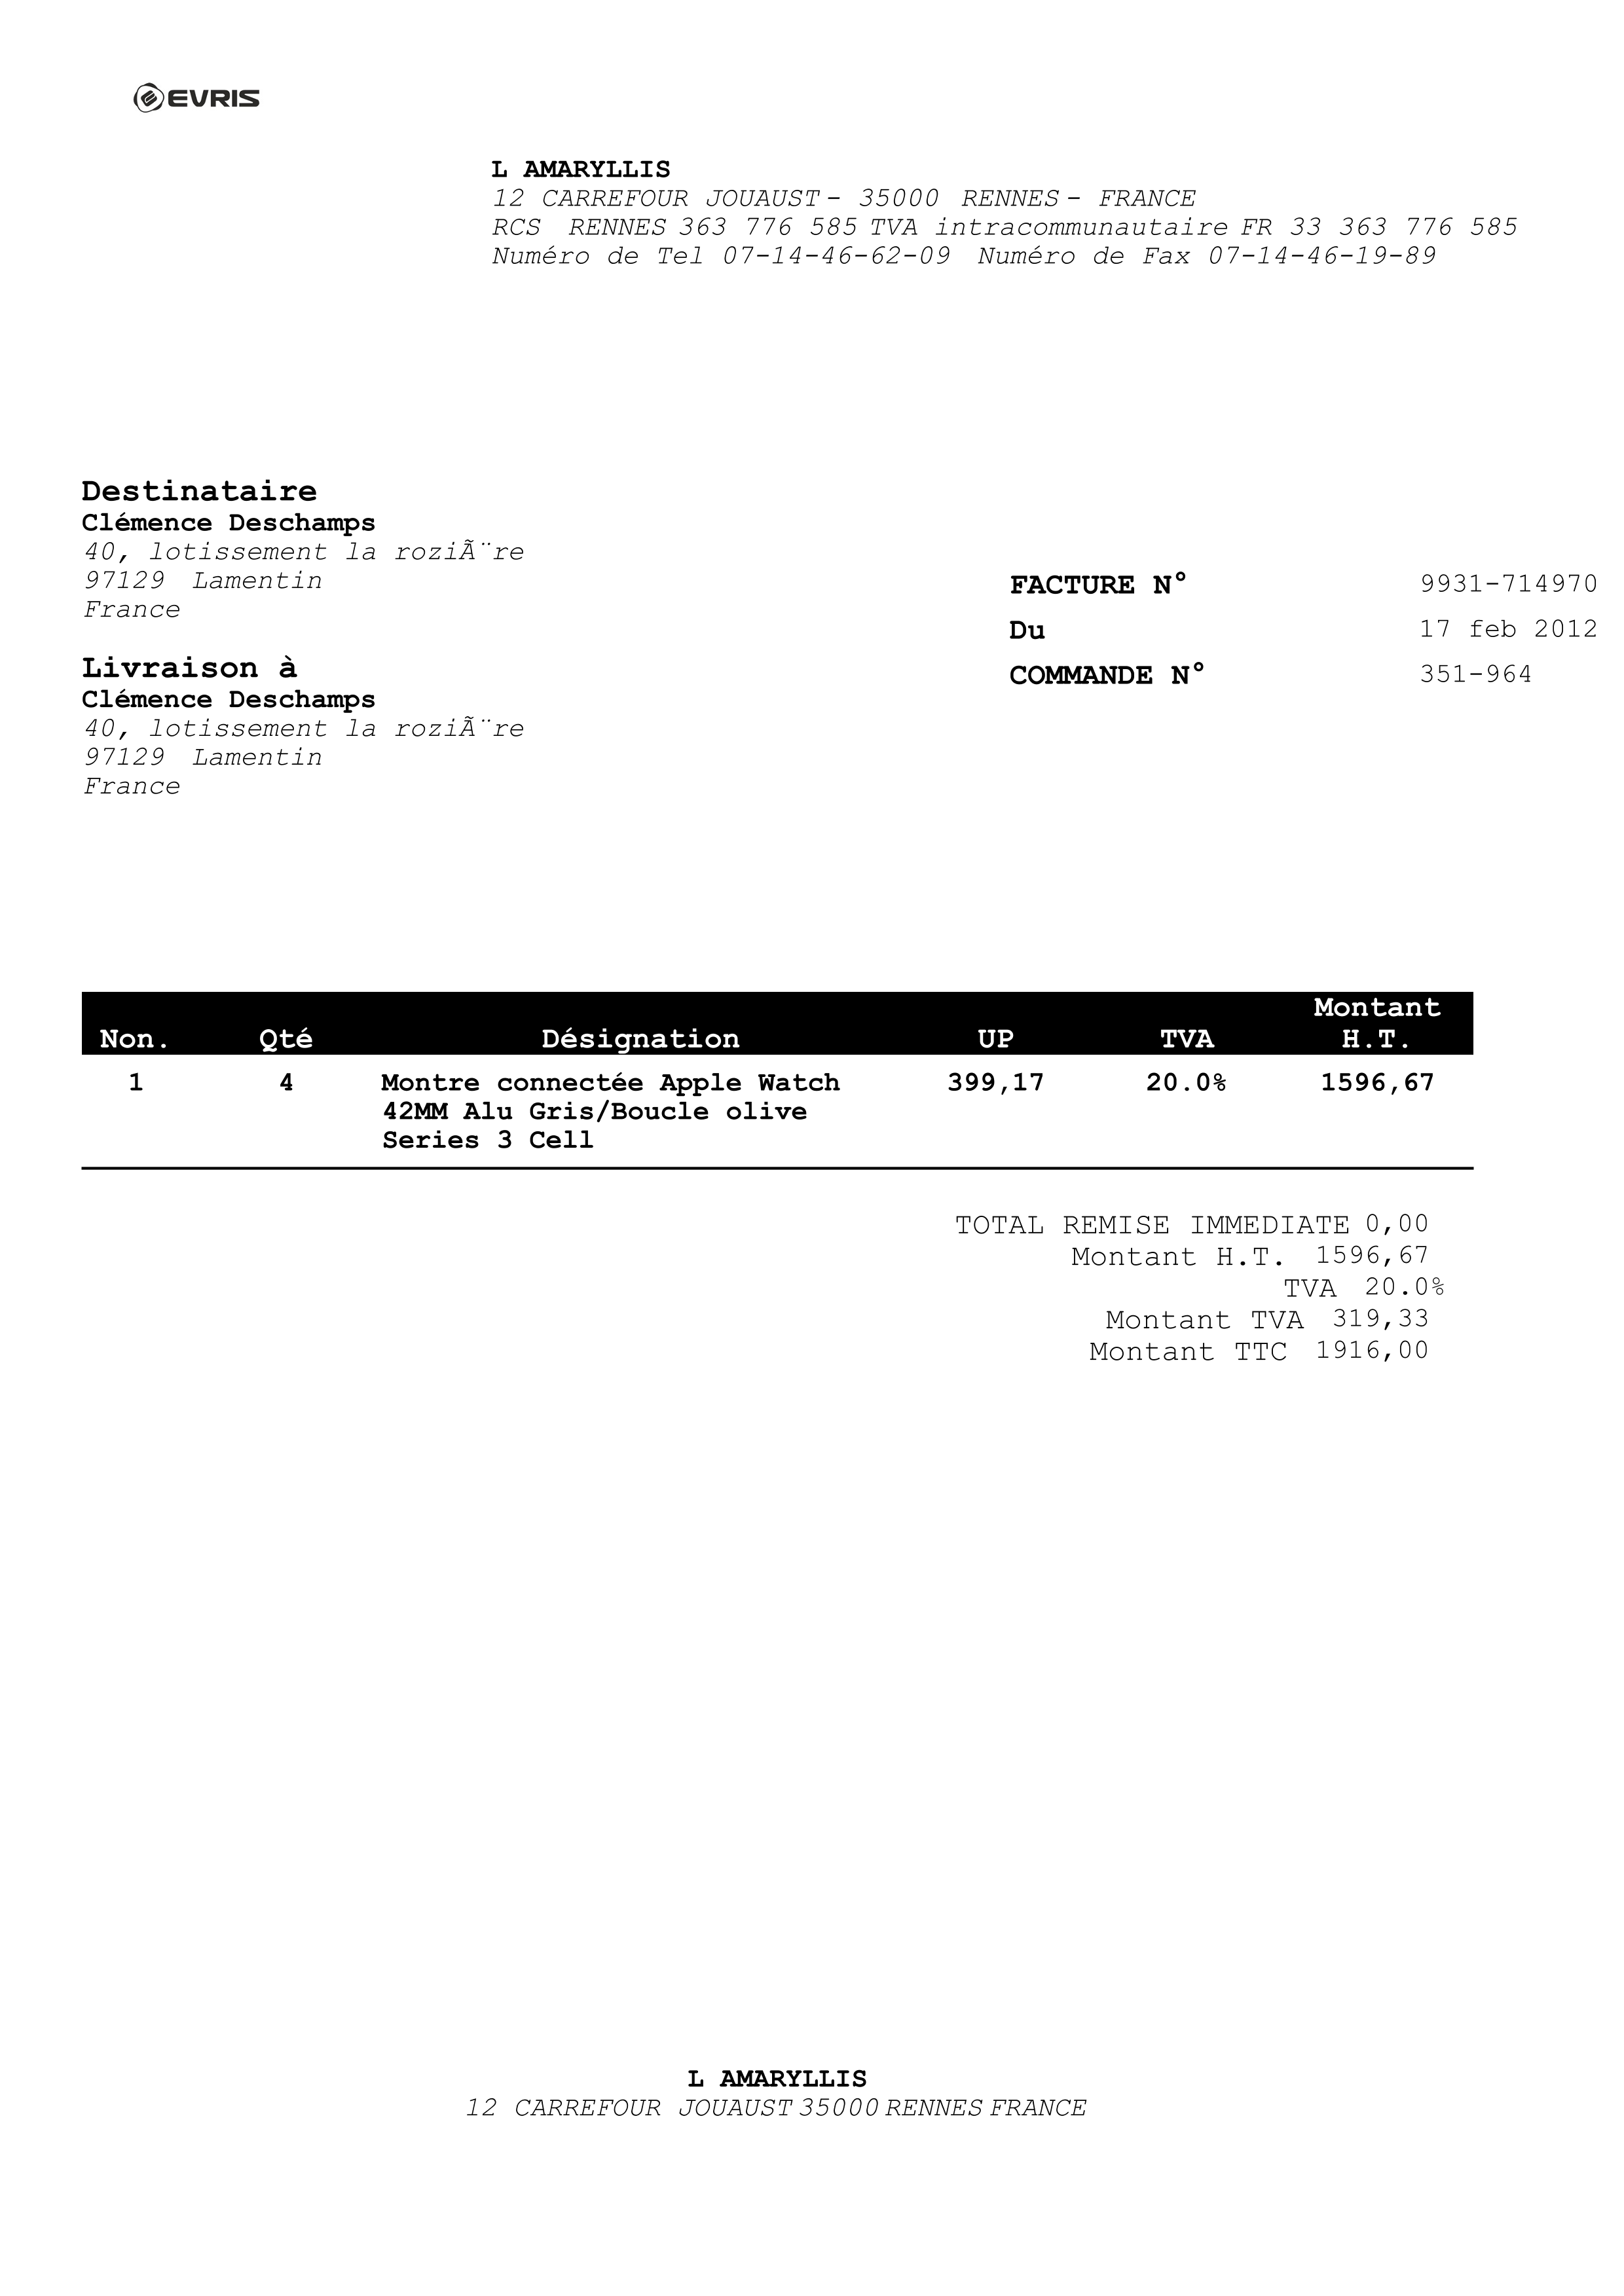 EVRIS
L AMARYLLIS
12 CARREFOUR JOUAUST - 35000 RENNES - FRANCE
RCS RENNES 363 776 585 TVA intracommunautaire FR 33 363 776 585
Numéro de Tel 07-14-46-62-09 Numéro de Fax 07-14-46-19-89
Destinataire
Clémence Deschamps
40, lotissement la roziÃ¨re
97129 Lamentin
France
FACTURE N° 9931-714970
Du 17 feb 2012
COMMANDE N° 351-964
Livraison à
Clémence Deschamps
40, lotissement la roziÃ¨re
97129 Lamentin
France
Non. Qté Désignation UP TVA Montant H.T.
1 4 Montre connectée Apple Watch 399,17 20.0% 1596,67
42MM Alu Gris/Boucle olive
Series 3 Cell
TOTAL REMISE IMMEDIATE 0,00
Montant H.T. 1596,67
TVA 20.0%
Montant TVA 319,33
Montant TTC 1916,00
L AMARYLLIS
12 CARREFOUR JOUAUST 35000 RENNES FRANCE